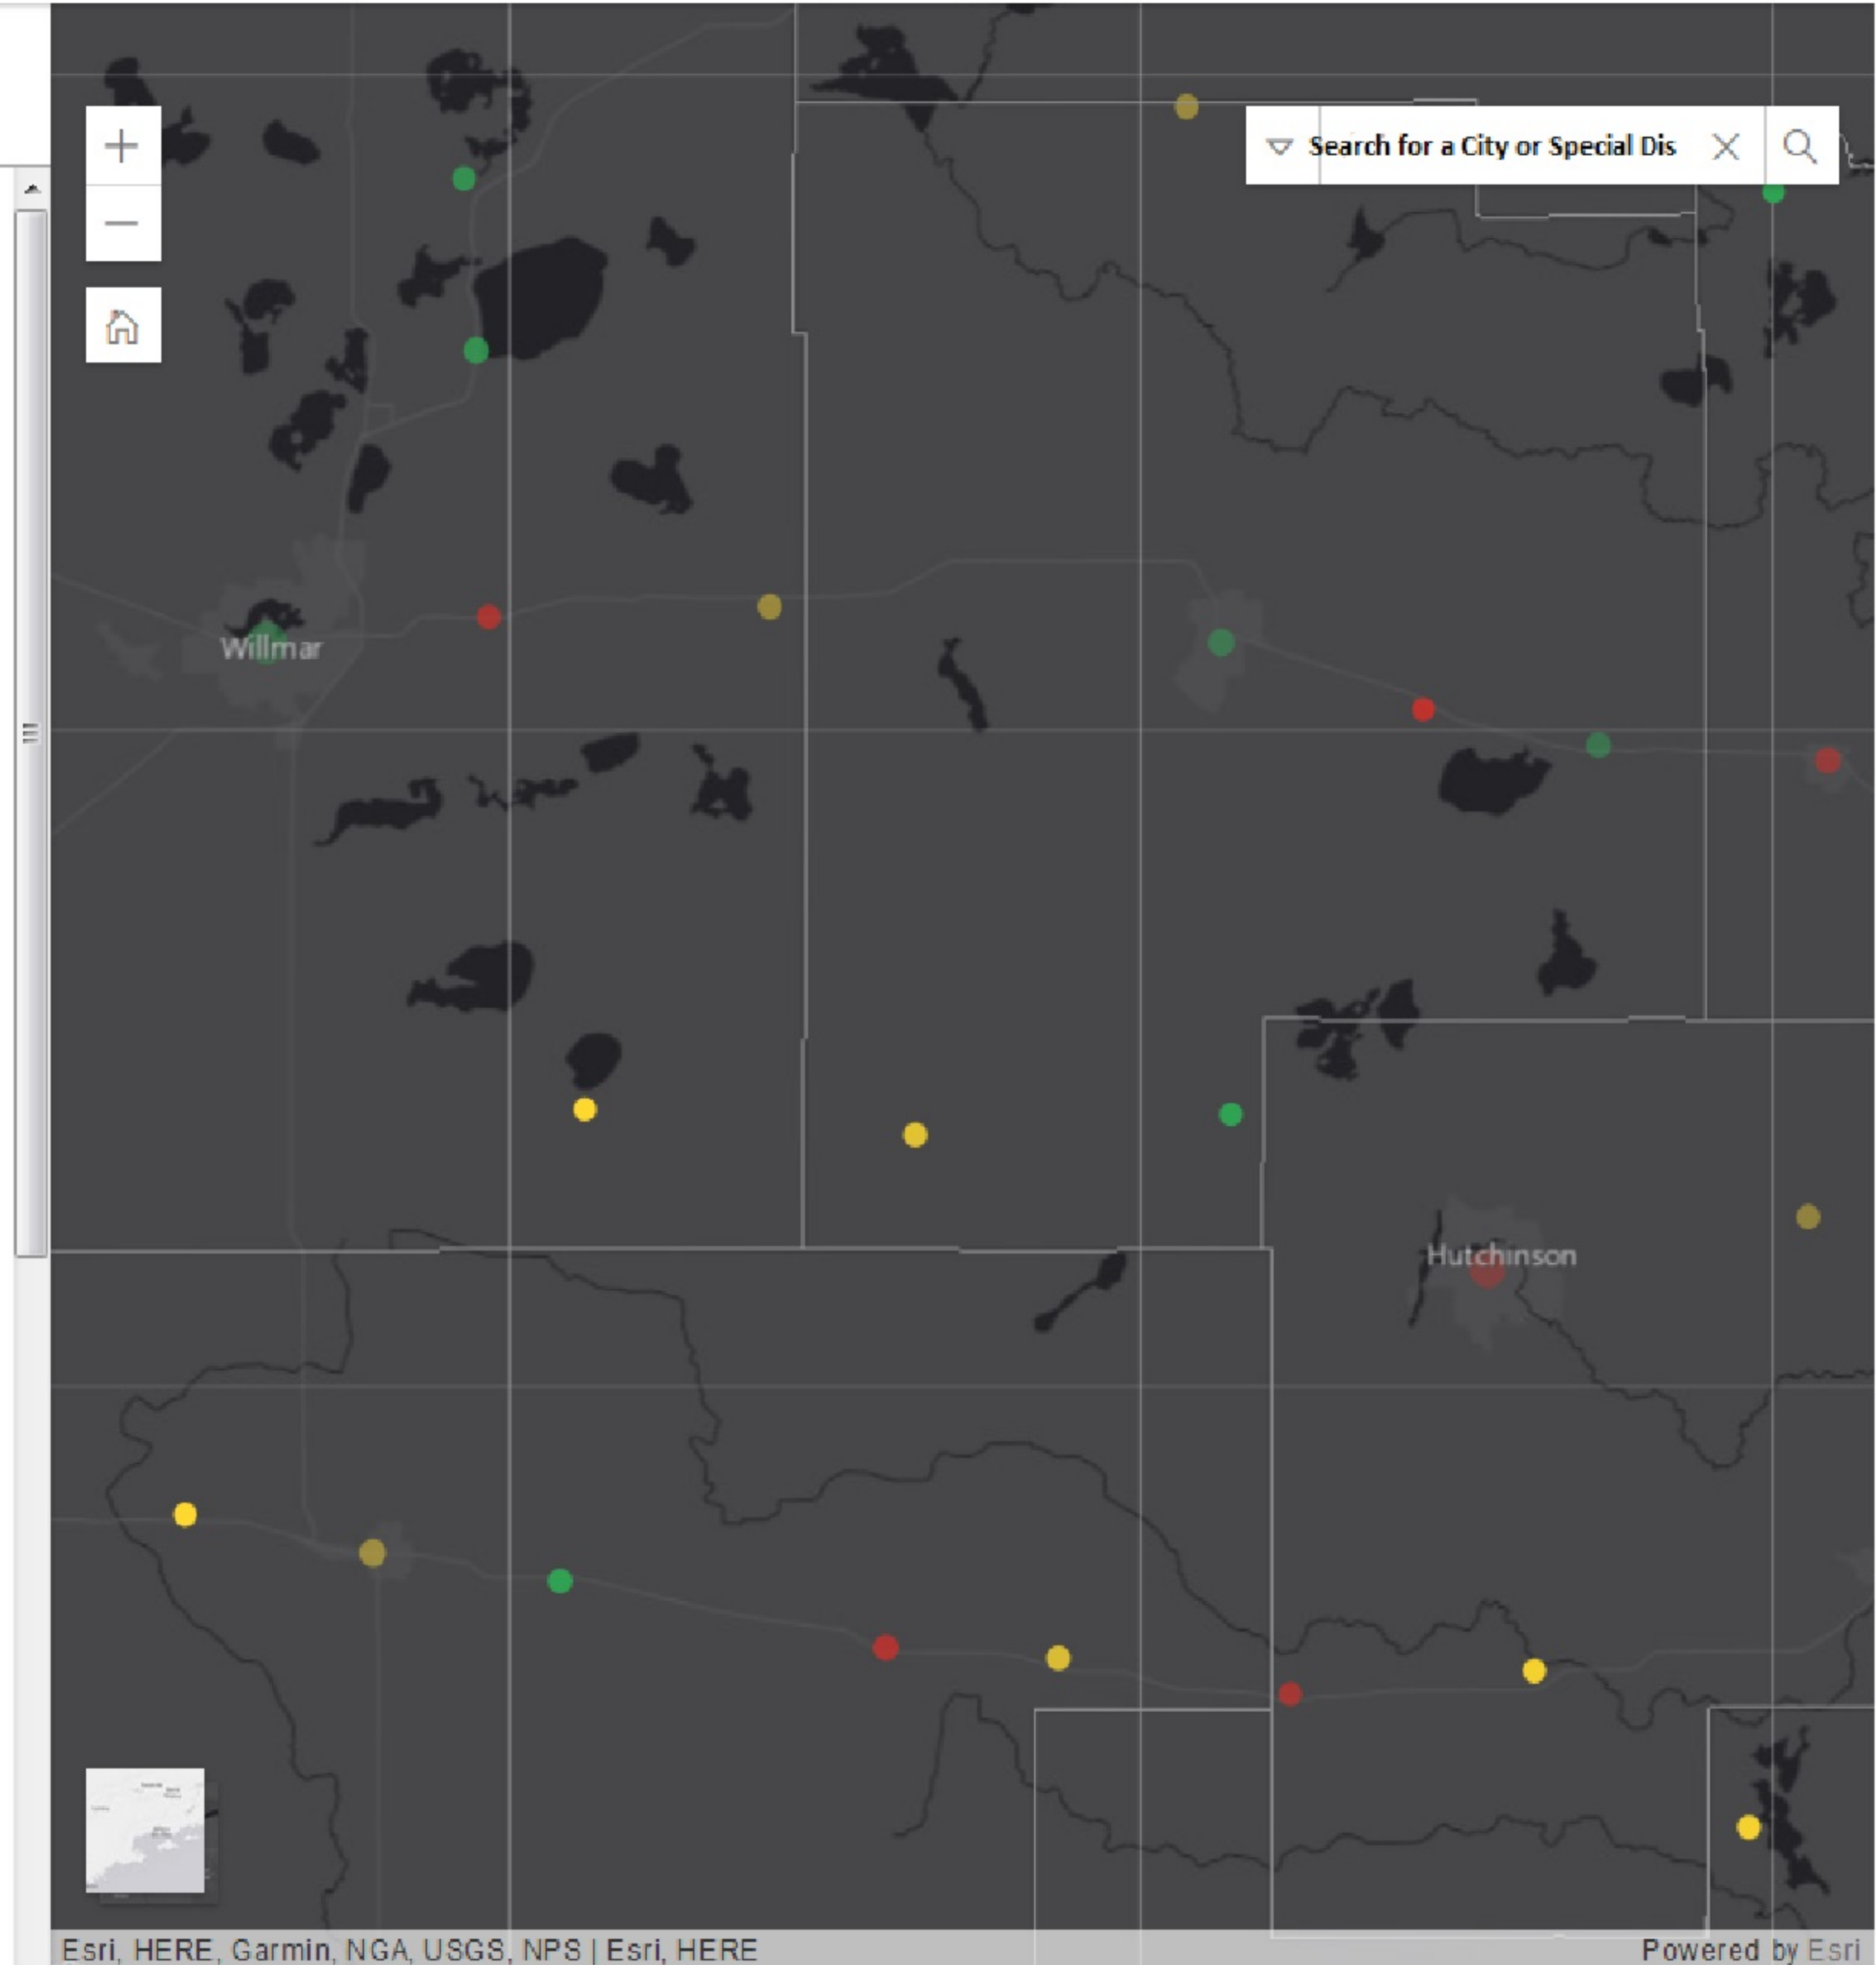 Search for a City or Special Dis
Willmar
Hutchinson
Esri, HERE, Garmin, NGA, USGS, NPS | Esri, HERE
Powered by Esri